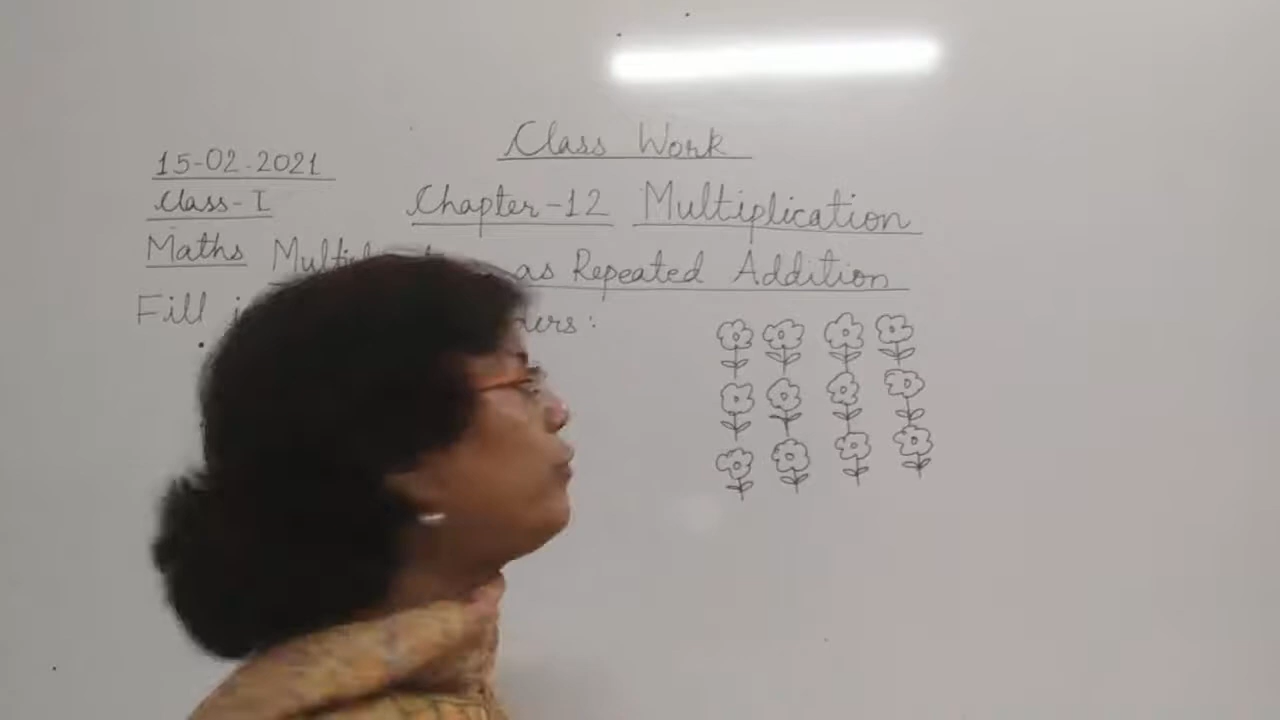 Class Work
15-02-2021
Class-I
Chapter-12 Multiplication
Maths
as Repeated Addition
Fill